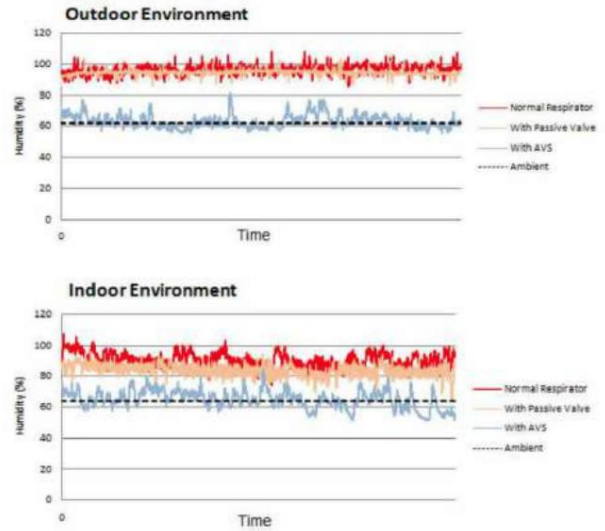 Outdoor Environment
120
100
80
60
40
20
0
Humidity (%)
0
Time
Normal Respirator
With Passive Valve
With AVS
Ambient
Indoor Environment
120
100
80
60
40
20
0
Humidity (%)
0
Time
Normal Respirator
With Passive Valve
With AVS
Ambient